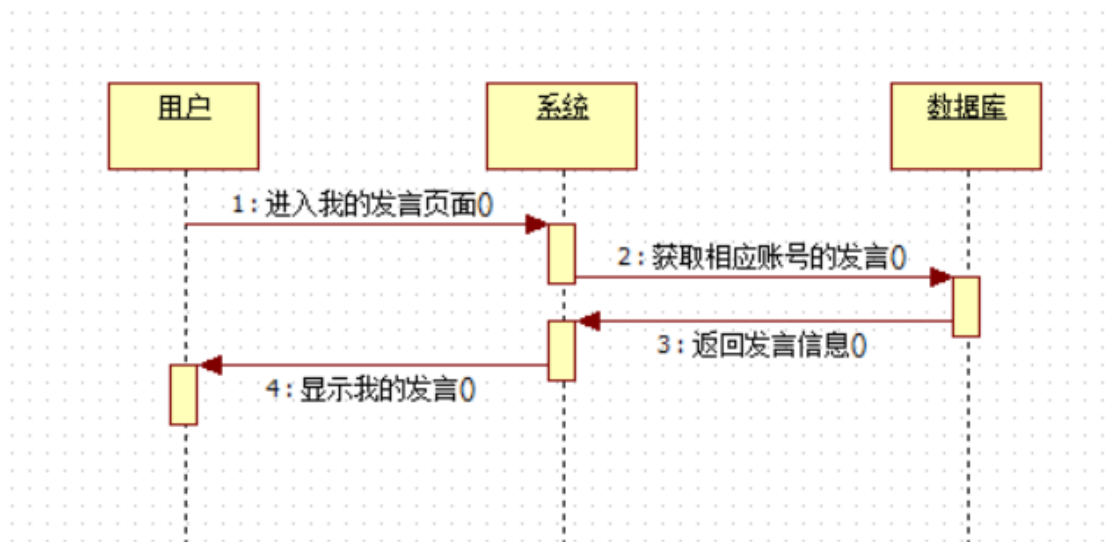 用户
系统
数据库
1:进入我的发言页面()
2:获取相应账号的发言()
3:返回发言信息()
4:显示我的发言()